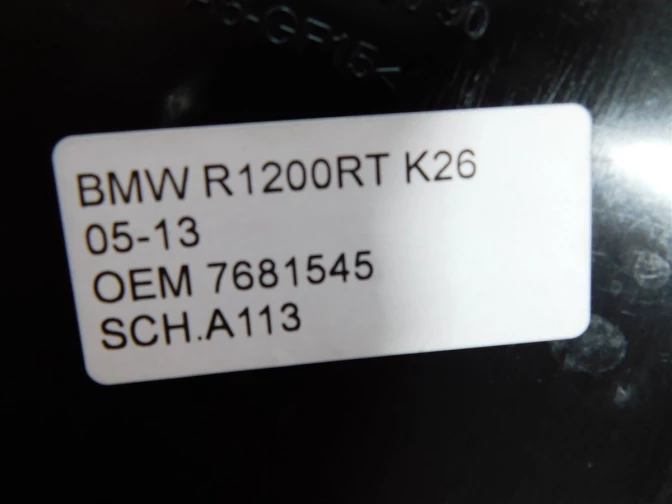 BMW R1200RT K26
05-13
OEM 7681545
SCH.A113